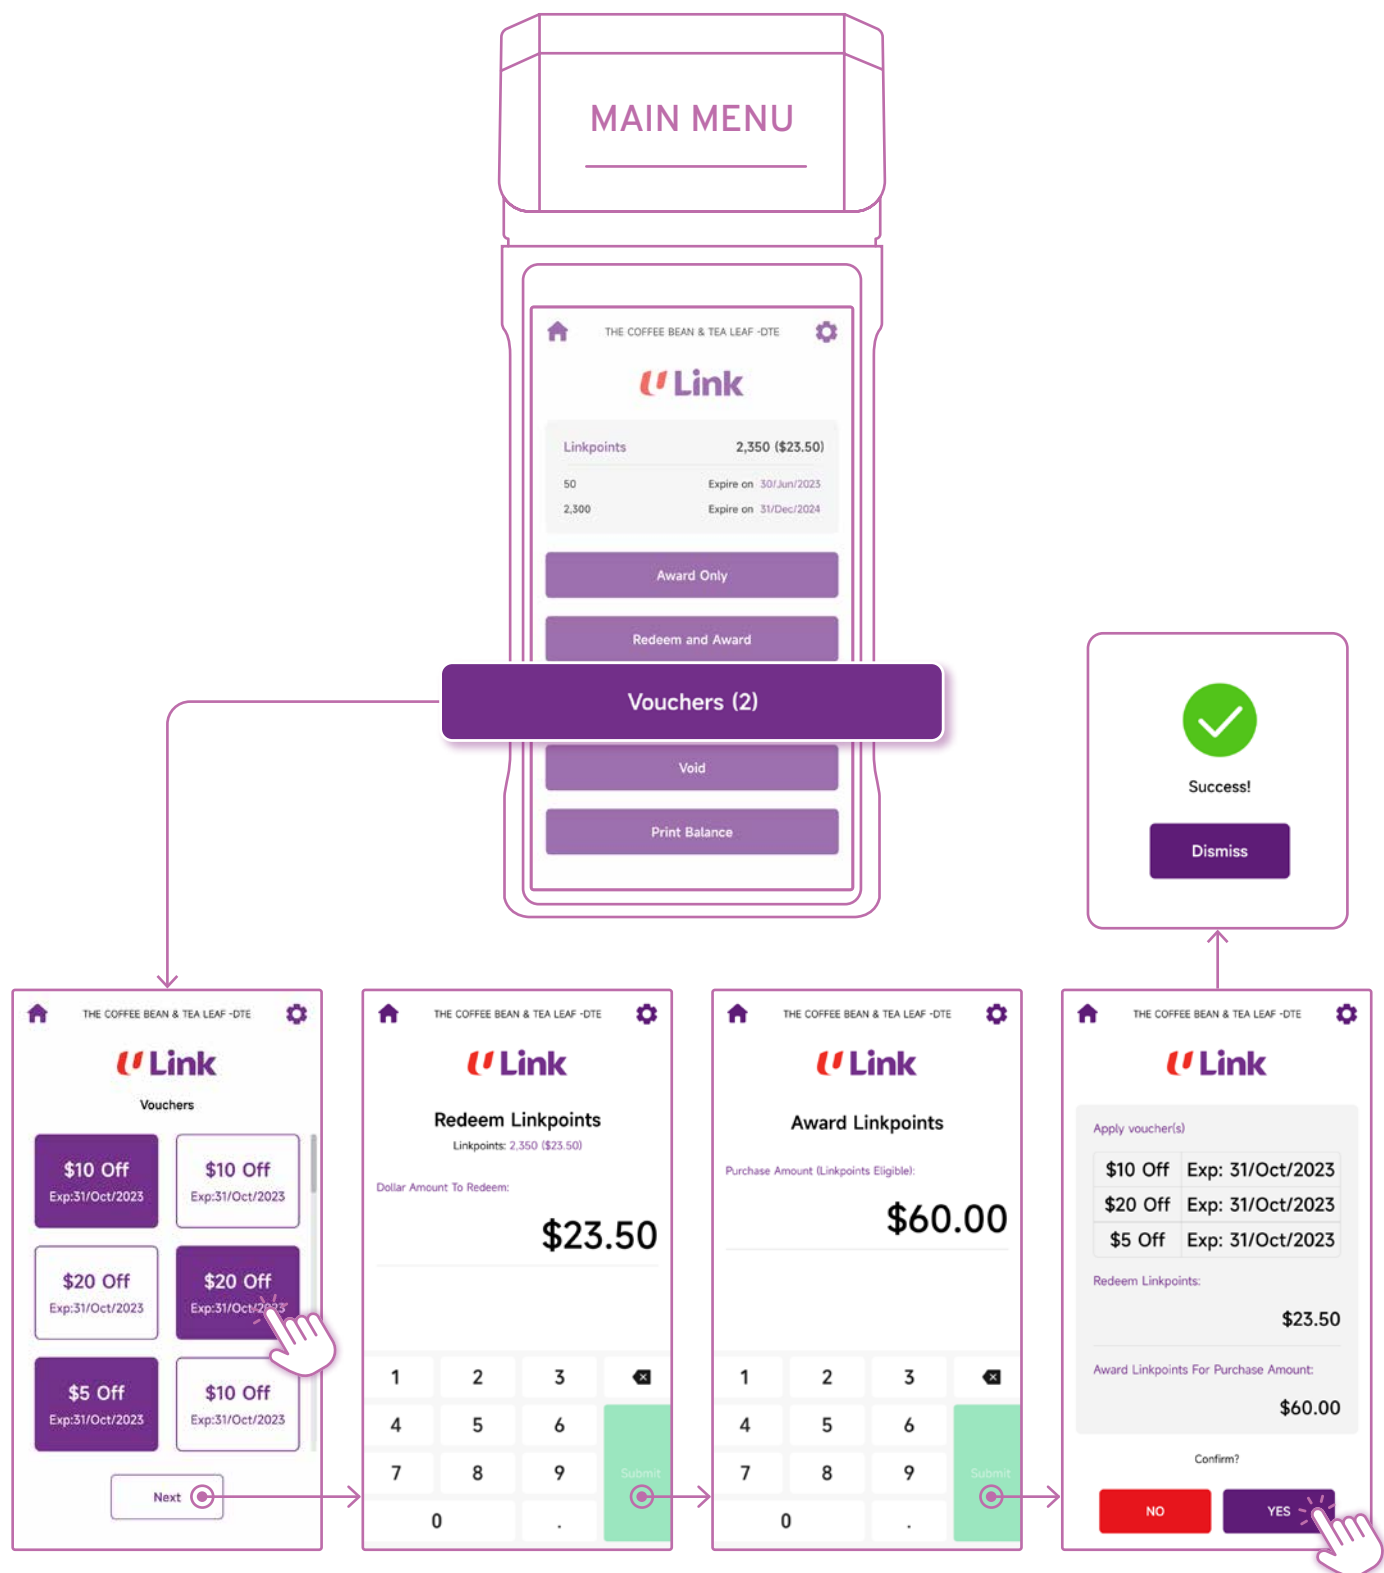 MAIN MENU
THE COFFEE BEAN & TEA LEAF -DTE
Link
Linkpoints 2,350 ($23.50)
50 Expire on 30/Jun/2023
2,300 Expire on 31/Dec/2024
Award Only
Redeem and Award
Vouchers (2)
Void
Print Balance
Success!
Dismiss
THE COFFEE BEAN & TEA LEAF -DTE
Link
Vouchers
$10 Off
Exp:31/Oct/2023
$10 Off
Exp:31/Oct/2023
$20 Off
Exp:31/Oct/2023
$20 Off
Exp:31/Oct/2023
$5 Off
Exp:31/Oct/2023
$10 Off
Exp:31/Oct/2023
Next
THE COFFEE BEAN & TEA LEAF -DTE
Link
Redeem Linkpoints
Linkpoints: 2,350 ($23.50)
Dollar Amount To Redeem:
$23.50
1 2 3
4 5 6
7 8 9
Submit
0 .
THE COFFEE BEAN & TEA LEAF -DTE
Link
Award Linkpoints
Purchase Amount (Linkpoints Eligible):
$60.00
1 2 3
4 5 6
7 8 9
Submit
0 .
THE COFFEE BEAN & TEA LEAF -DTE
Link
Apply voucher(s)
$10 Off Exp: 31/Oct/2023
$20 Off Exp: 31/Oct/2023
$5 Off Exp: 31/Oct/2023
Redeem Linkpoints:
$23.50
Award Linkpoints For Purchase Amount:
$60.00
Confirm?
NO YES